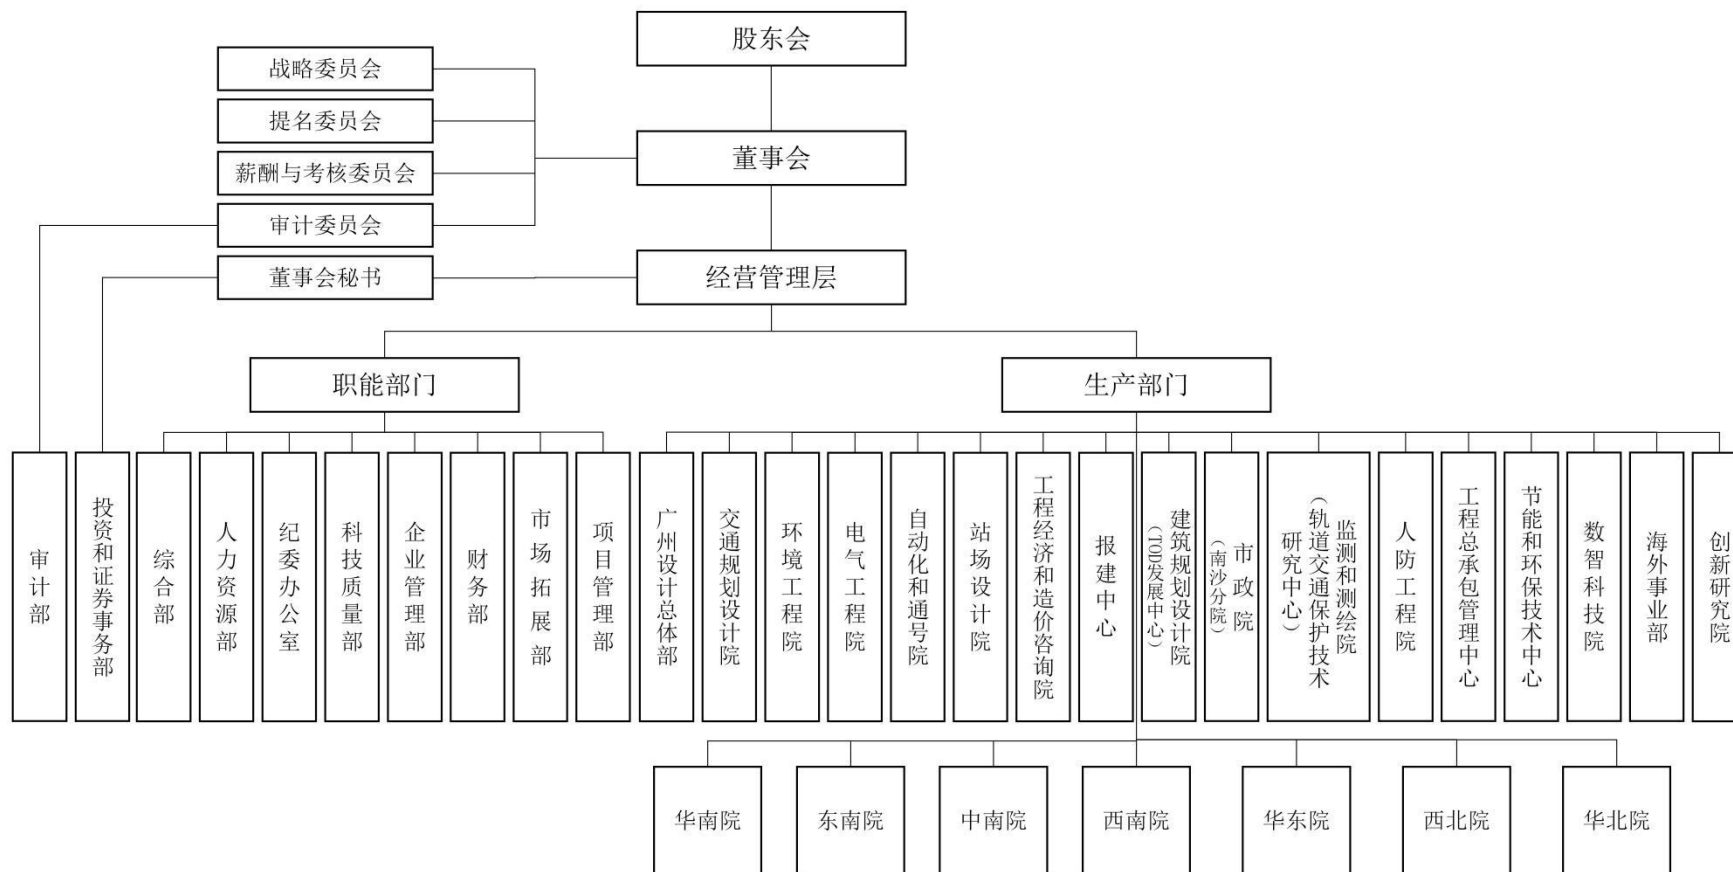 股东会
战略委员会
提名委员会
董事会
薪酬与考核委员会
审计委员会
董事会秘书
经营管理层
职能部门
生产部门
审计部
投资和证券事务部
综合部
人力资源部
纪委办公室
科技质量部
企业管理部
财务部
市场拓展部
项目管理部
广州设计总体部
交通规划设计院
环境工程院
电气工程院
自动化和通号院
站场设计院
工程经济和造价咨询院
报建中心
建筑规划设计院
（TOD发展中心）
市政院
（南沙分院）
监测和测绘院
（轨道交通保护技术
研究中心）
人防工程院
工程总承包管理中心
节能和环保技术中心
数智科技院
海外事业部
创新研究院
华南院
东南院
中南院
西南院
华东院
西北院
华北院